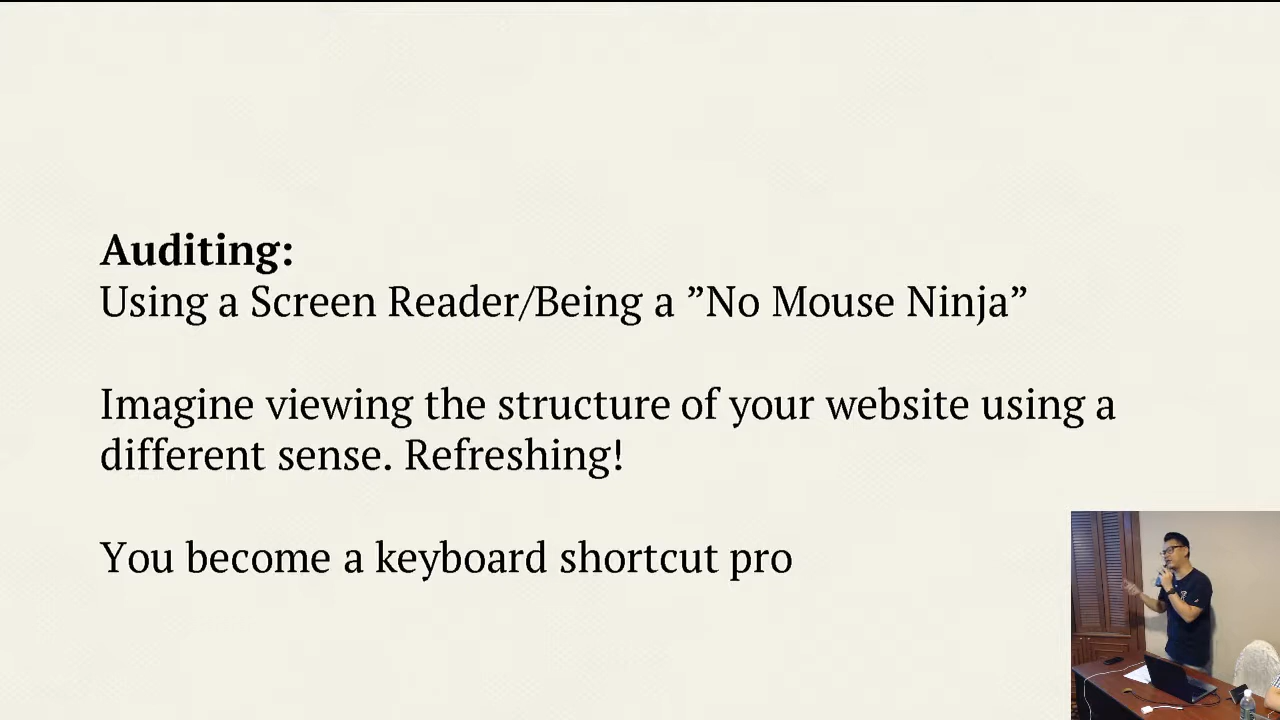 Auditing:
Using a Screen Reader/Being a ”No Mouse Ninja”
Imagine viewing the structure of your website using a
different sense. Refreshing!
You become a keyboard shortcut pro